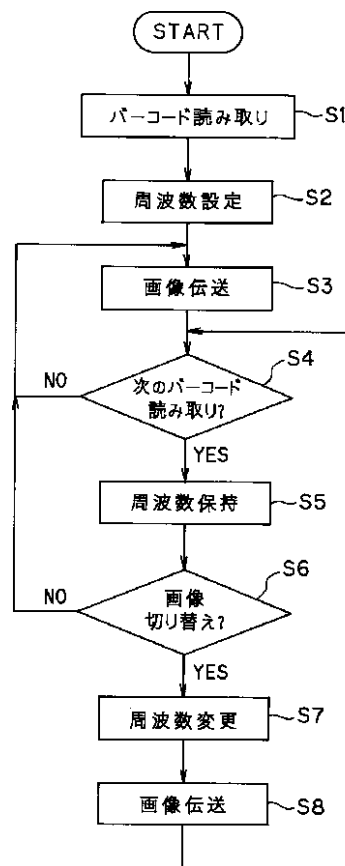 START
バーコード読み取り
S1
周波数設定
S2
画像伝送
S3
次のバーコード
読み取り?
S4
NO
YES
周波数保持
S5
画像
切り替え?
S6
NO
YES
周波数変更
S7
画像伝送
S8